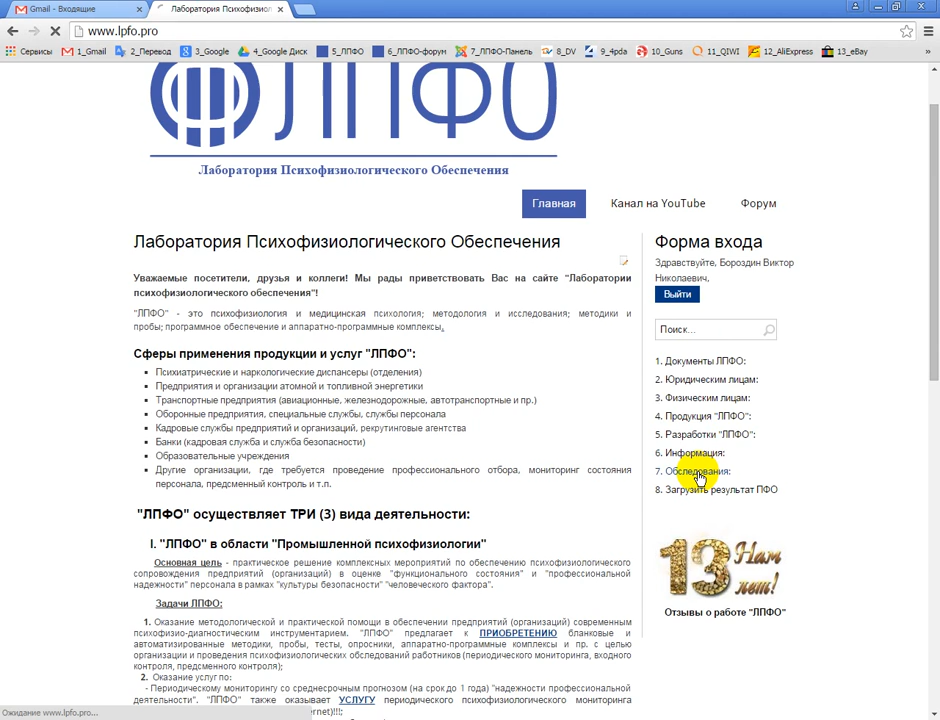 Gmail - Входящие
Лаборатория Психофизиол
www.lpfo.pro
Сервисы 1_Gmail 2_Перевод 3_Google 4_Google Диск 5_ЛПФО 6_ЛПФО-форум 7_ЛПФО-Панель 8_DV 9_4pda 10_Guns 11_QIWI 12_AliExpress 13_eBay »
ЛПФО
Лаборатория Психофизиологического Обеспечения
Главная Канал на YouTube Форум
Лаборатория Психофизиологического Обеспечения
Уважаемые посетители, друзья и коллеги! Мы рады приветствовать Вас на сайте "Лаборатории
психофизиологического обеспечения"!
"ЛПФО" - это психофизиология и медицинская психология; методология и исследования; методики и
пробы; программное обеспечение и аппаратно-программные комплексы.
Сферы применения продукции и услуг "ЛПФО":
Психиатрические и наркологические диспансеры (отделения)
Предприятия и организации атомной и топливной энергетики
Транспортные предприятия (авиационные, железнодорожные, автотранспортные и пр.)
Оборонные предприятия, специальные службы, службы персонала
Кадровые службы предприятий и организаций, рекрутинговые агентства
Банки (кадровая служба и служба безопасности)
Образовательные учреждения
Другие организации, где требуется проведение профессионального отбора, мониторинг состояния
персонала, предсменный контроль и т.п.
"ЛПФО" осуществляет ТРИ (3) вида деятельности:
I. "ЛПФО" в области "Промышленной психофизиологии"
Основная цель - практическое решение комплексных мероприятий по обеспечению психофизиологического
сопровождения предприятий (организаций) в оценке "функционального состояния" и "профессиональной
надежности" персонала в рамках "культуры безопасности" "человеческого фактора".
Задачи ЛПФО:
1. Оказание методологической и практической помощи в обеспечении предприятий (организаций) современным
психофизио-диагностическим инструментарием. "ЛПФО" предлагает к ПРИОБРЕТЕНИЮ бланковые и
автоматизированные методики, пробы, тесты, опросники, аппаратно-программные комплексы и пр. с целью
организации и проведения психофизиологических обследований работников (периодического мониторинга, входного
контроля, предсменного контроля);
2. Оказание услуг по:
- Периодическому мониторингу со среднесрочным прогнозом (на срок до 1 года) "надежности профессиональной
деятельности". "ЛПФО" также оказывает УСЛУГУ периодического психофизиологического мониторинга
ternet)!!!;
Форма входа
Здравствуйте, Бороздин Виктор
Николаевич,
Выйти
Поиск...
1. Документы ЛПФО:
2. Юридическим лицам:
3. Физическим лицам:
4. Продукция "ЛПФО":
5. Разработки "ЛПФО":
6. Информация:
7. Обследования:
8. Загрузить результат ПФО
13 Нам
лет!
Отзывы о работе "ЛПФО"
Ожидание www.lpfo.pro...